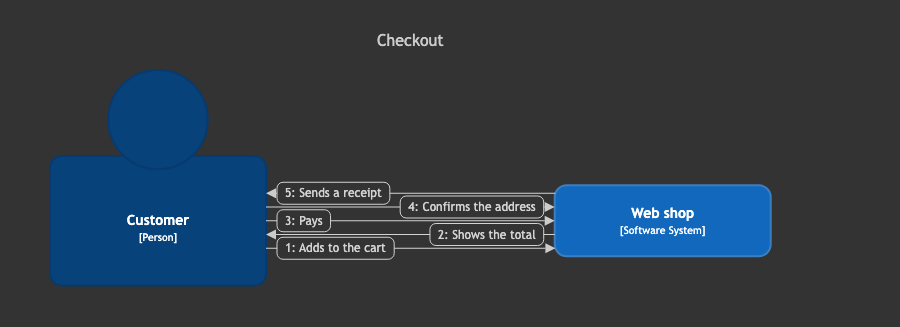 Checkout
Customer
[Person]
5: Sends a receipt
4: Confirms the address
3: Pays
2: Shows the total
1: Adds to the cart
Web shop
[Software System]